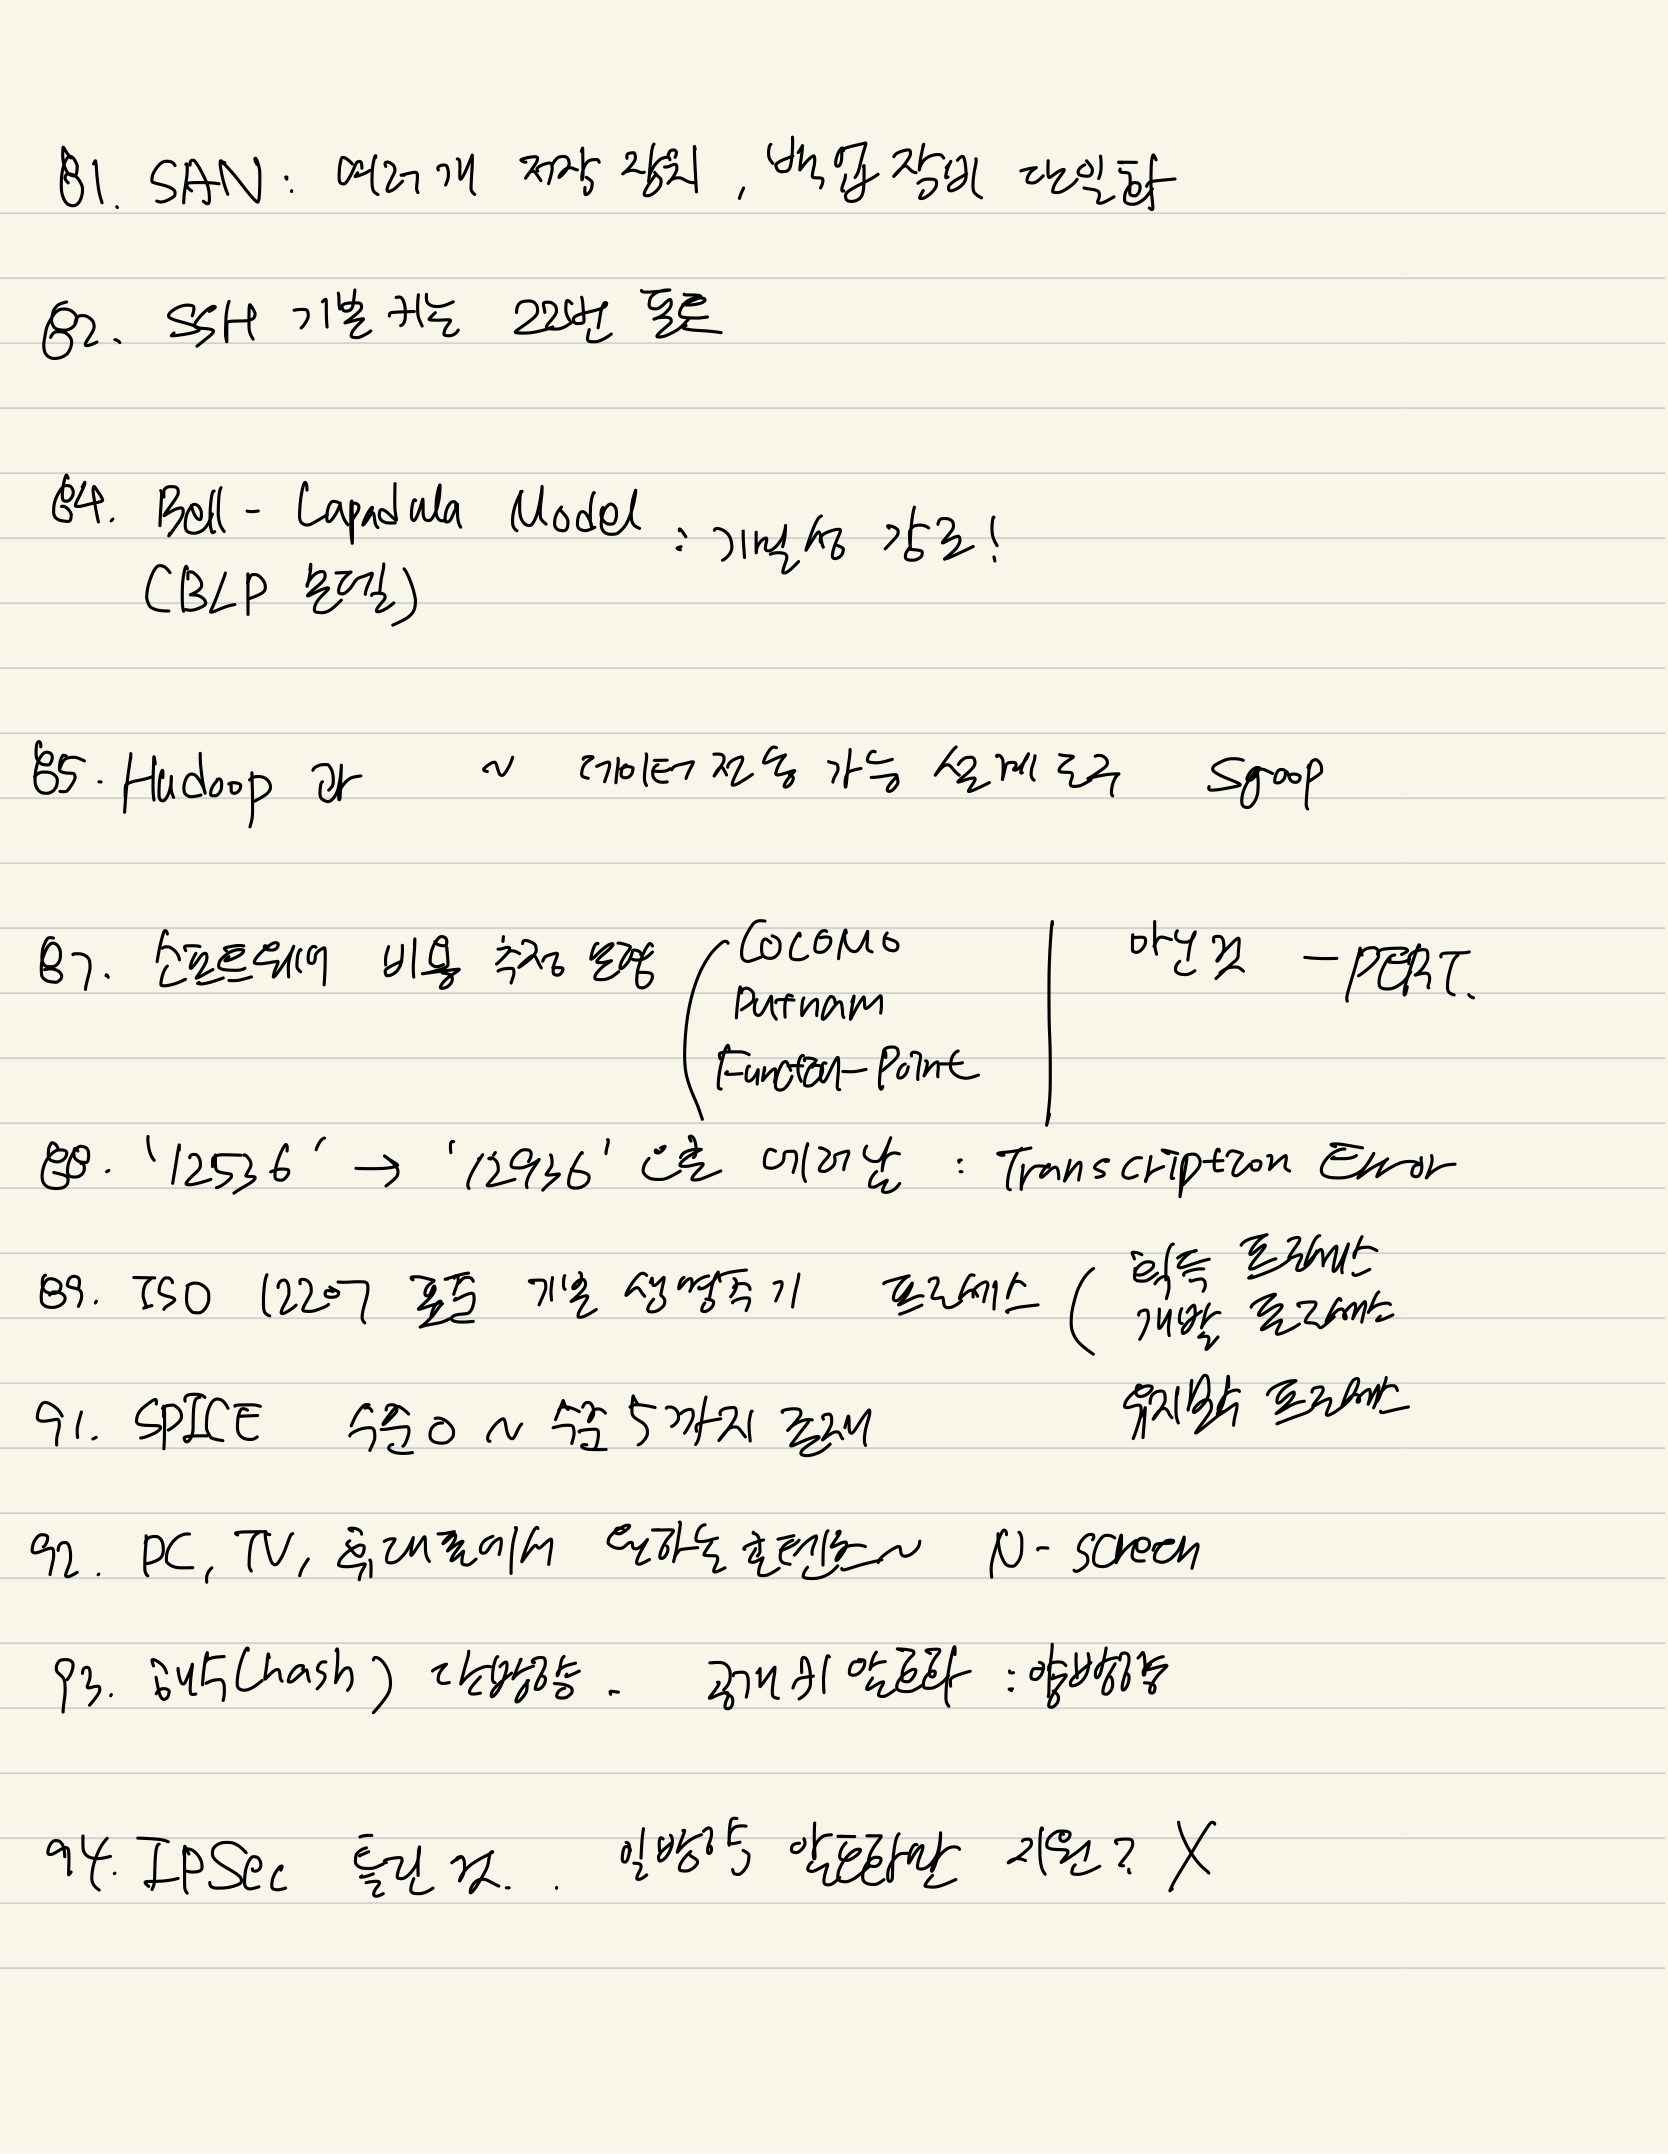 81. SAN : 여러개 저장 장치, 백업 장비 단일화
82. SSH 기본 키는 22번 포트
84. Bell - Lapadula Model : 기밀성 강조!
(BLP 모델)
85. Hadoop 과 ~ 데이터 전송 가능 설계 도구 Sqoop
87. 소프트웨어 비용 추정 모형 ( COCOMO | 아닌 것 - PERT.
Putnam
Function-Point
88. '12536' → '12936' 으로 에러날 : Transcription Error
89. ISO 12207 표준 기본 생명주기 프로세스 ( 획득 프로세스
개발 프로세스
유지보수 프로세스
91. SPICE 수준 0 ~ 수준 5까지 존재
92. PC, TV, 휴대폰에서 원하는 콘텐츠~ N-screen
93. 해쉬(hash) 단방향. 공개키 암호화 : 양방향
94. IPSec 틀린 것.. 일방향 암호화만 지원? X